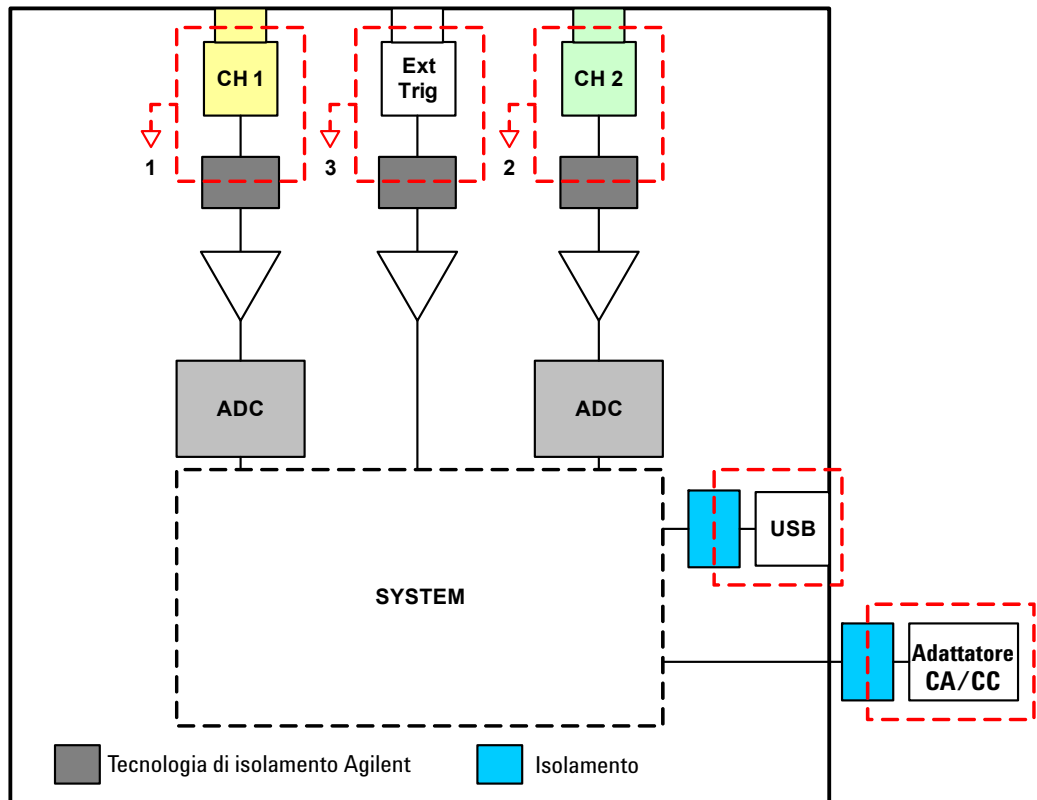 CH 1
Ext
Trig
CH 2
1
3
2
ADC
ADC
USB
SYSTEM
Adattatore
CA/CC
Tecnologia di isolamento Agilent
Isolamento